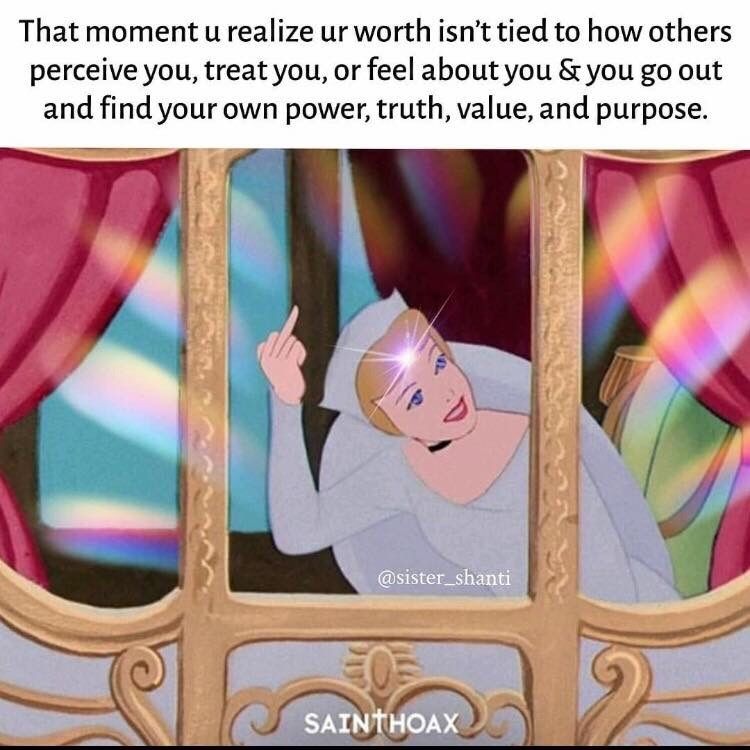 That moment u realize ur worth isn't tied to how others
perceive you, treat you, or feel about you & you go out
and find your own power, truth, value, and purpose.
@sister_shanti
SAINTHOAX